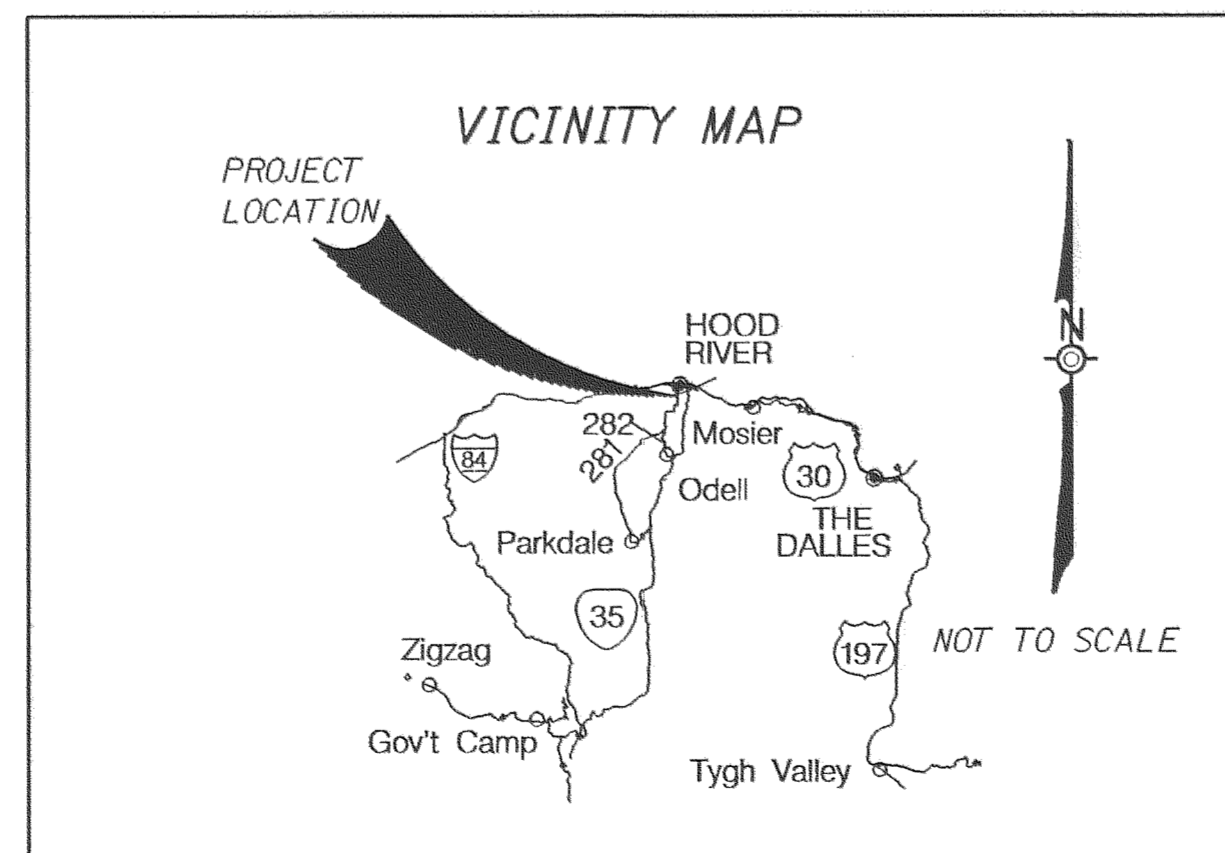 VICINITY MAP
PROJECT
LOCATION
N
HOOD
RIVER
282
281
Mosier
84
30
Odell
THE
DALLES
Parkdale
35
NOT TO SCALE
197
Zigzag
Gov't Camp
Tygh Valley